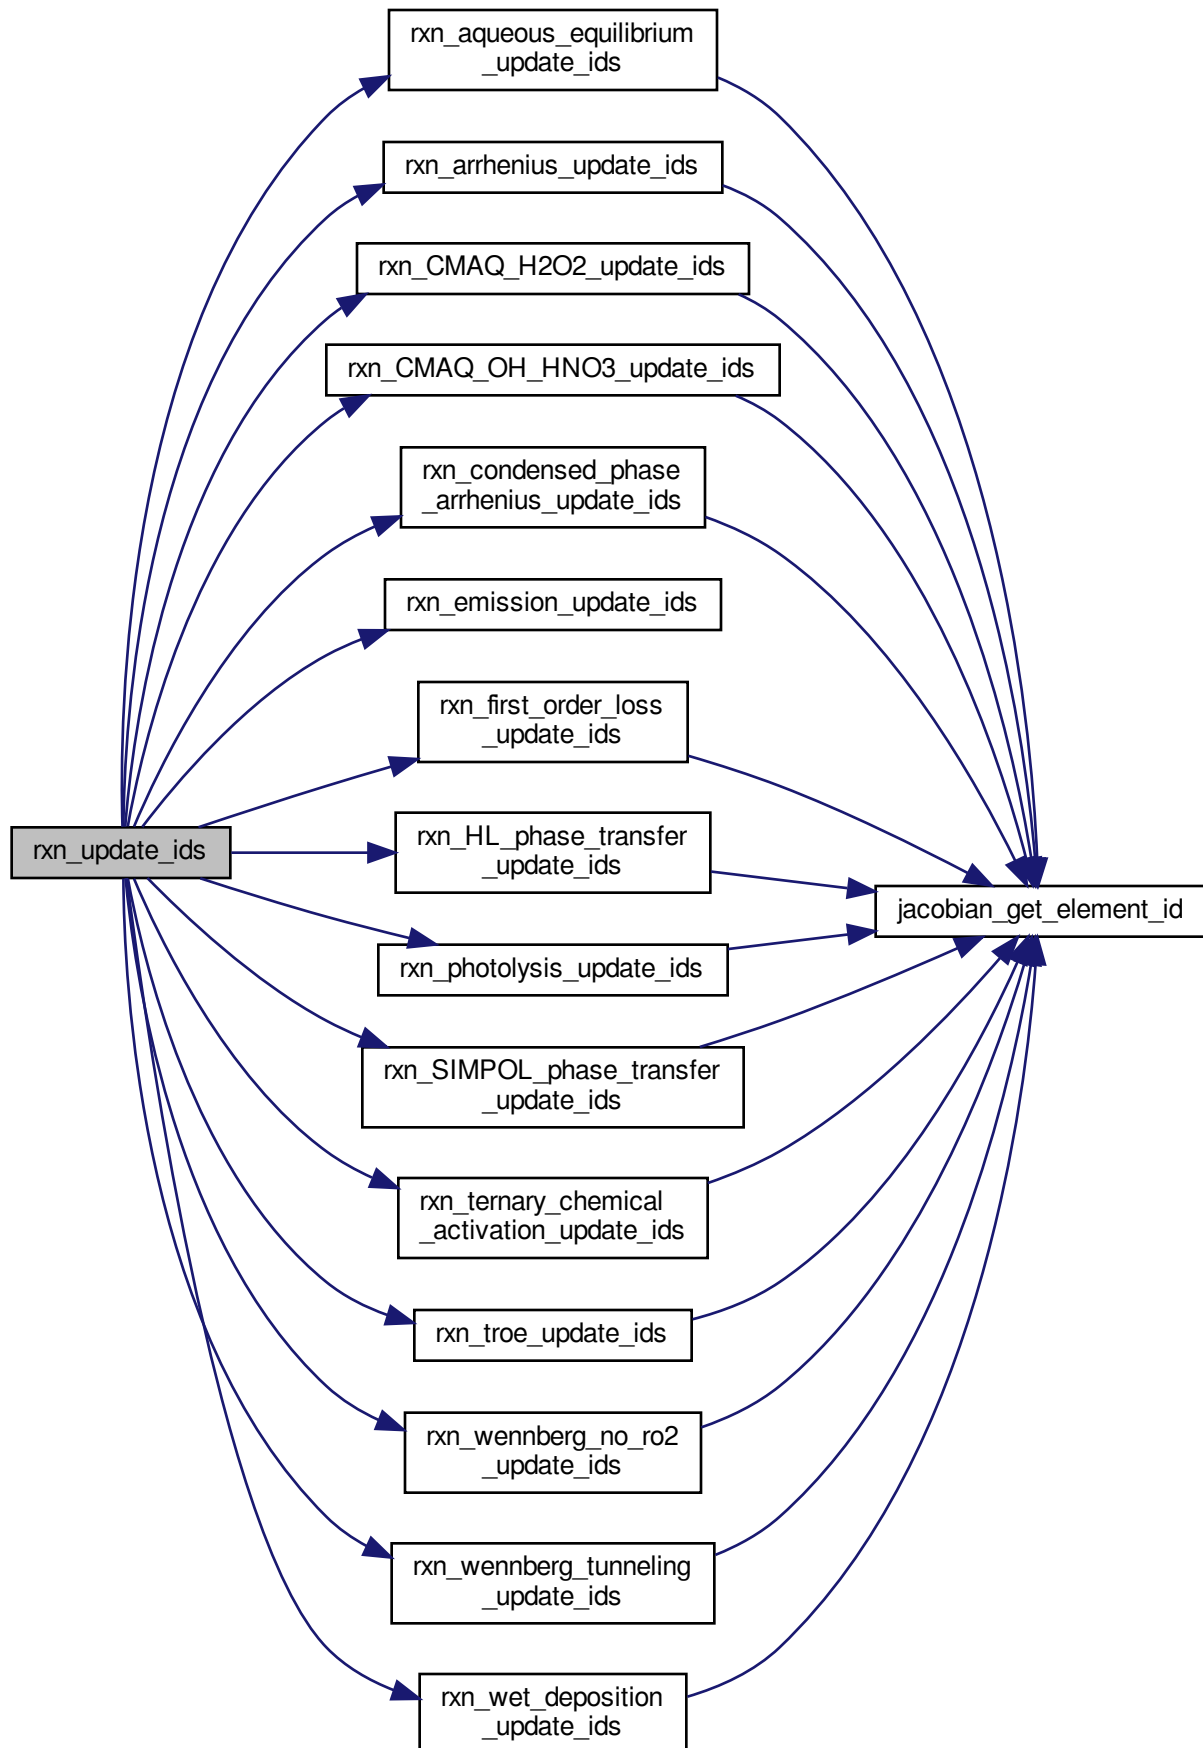 rxn_aqueous_equilibrium
_update_ids
rxn_arrhenius_update_ids
rxn_CMAQ_H2O2_update_ids
rxn_CMAQ_OH_HNO3_update_ids
rxn_condensed_phase
_arrhenius_update_ids
rxn_emission_update_ids
rxn_first_order_loss
_update_ids
rxn_update_ids
rxn_HL_phase_transfer
_update_ids
jacobian_get_element_id
rxn_photolysis_update_ids
rxn_SIMPOL_phase_transfer
_update_ids
rxn_ternary_chemical
_activation_update_ids
rxn_troe_update_ids
rxn_wennberg_no_ro2
_update_ids
rxn_wennberg_tunneling
_update_ids
rxn_wet_deposition
_update_ids